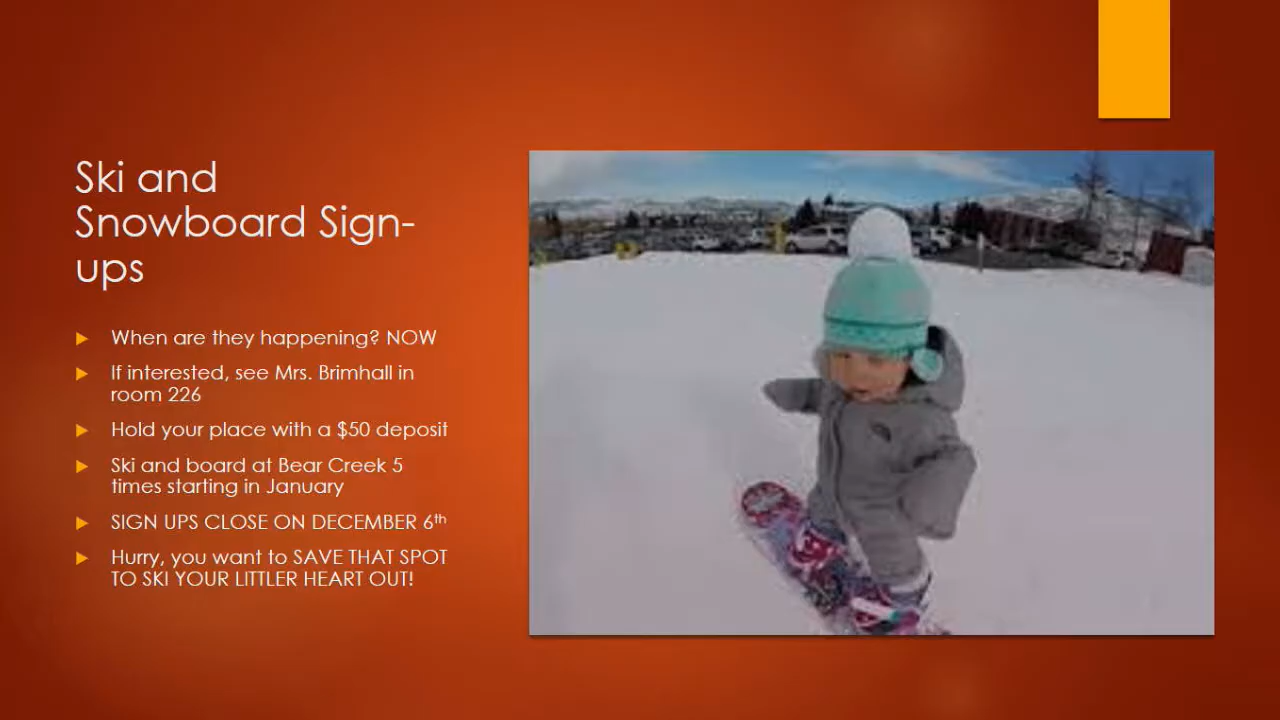 Ski and
Snowboard Sign-
ups
When are they happening? NOW
If interested, see Mrs. Brimhall in
room 226
Hold your place with a $50 deposit
Ski and board at Bear Creek 5
times starting in January
SIGN UPS CLOSE ON DECEMBER 6th
Hurry, you want to SAVE THAT SPOT
TO SKI YOUR LITTLER HEART OUT!